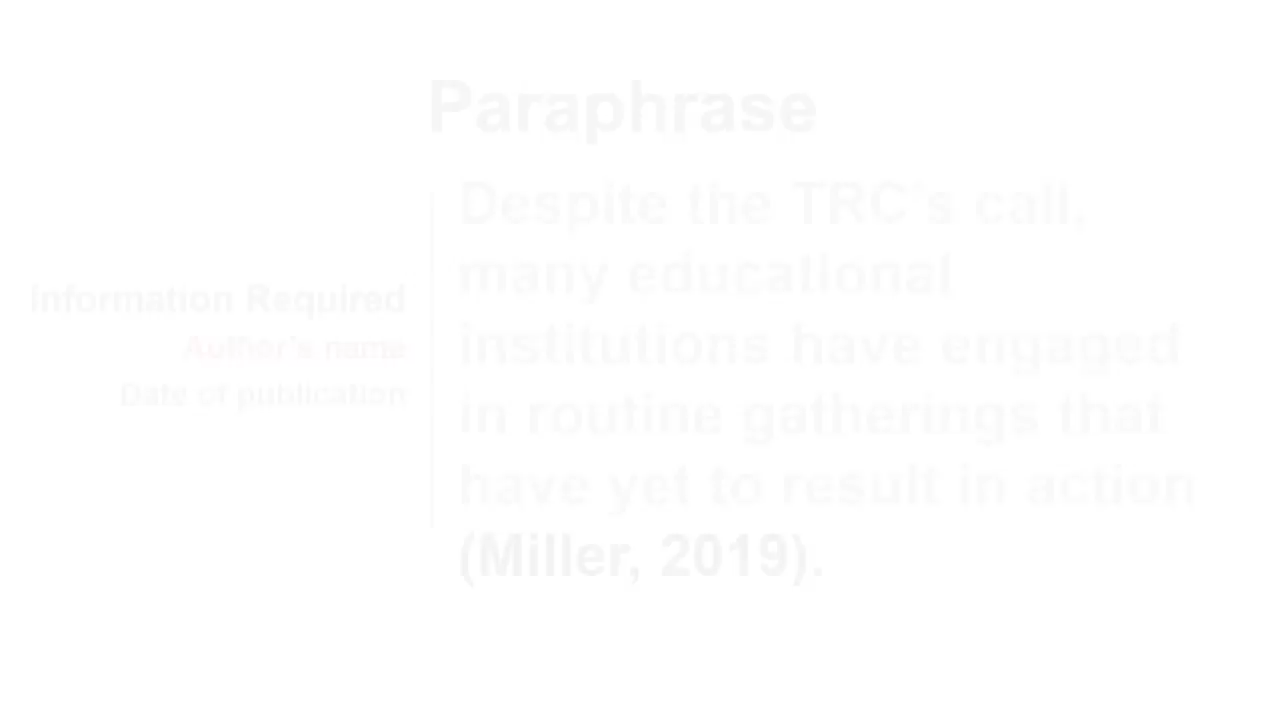 Paraphrase
Information Required
Author's name
Date of publication
Despite the TRC's call,
many educational
institutions have engaged
in routine gatherings that
have yet to result in action
(Miller, 2019).